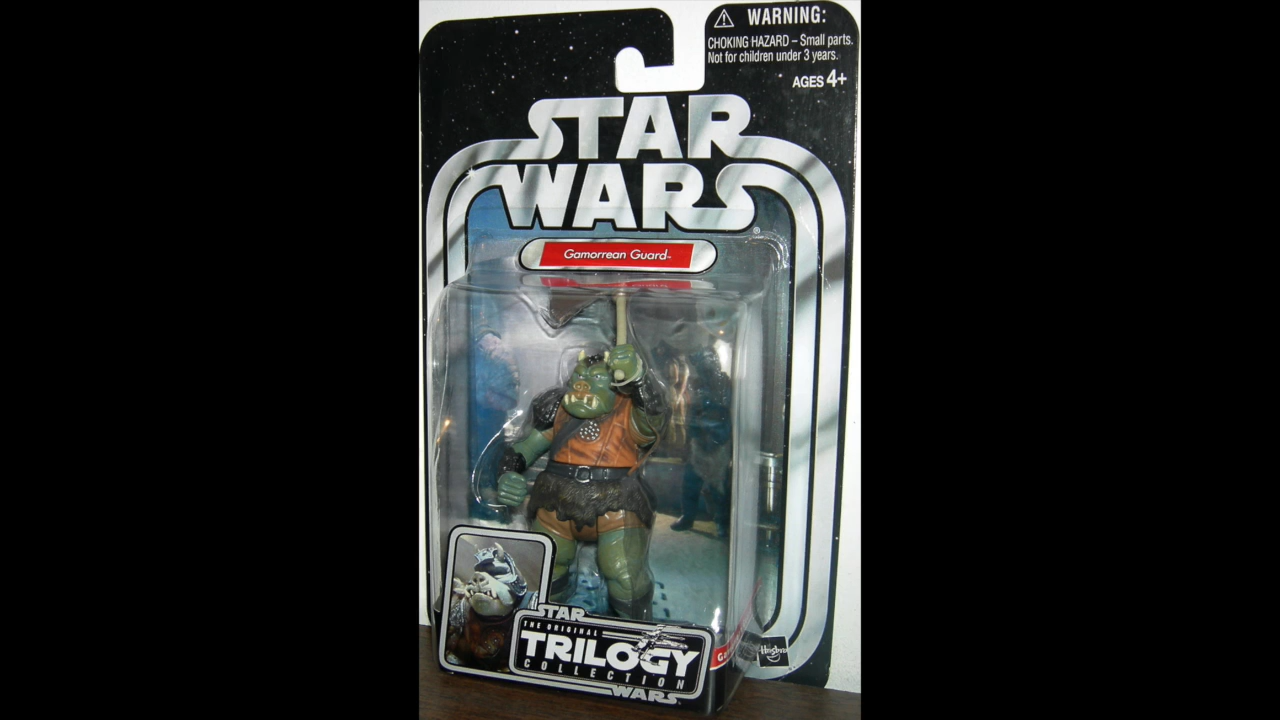 WARNING:
CHOKING HAZARD – Small parts.
Not for children under 3 years.
AGES 4+
STAR
WARS®
Gamorrean Guard™
STAR
THE ORIGINAL
TRILOGY
COLLECTION
WARS
Hasbro